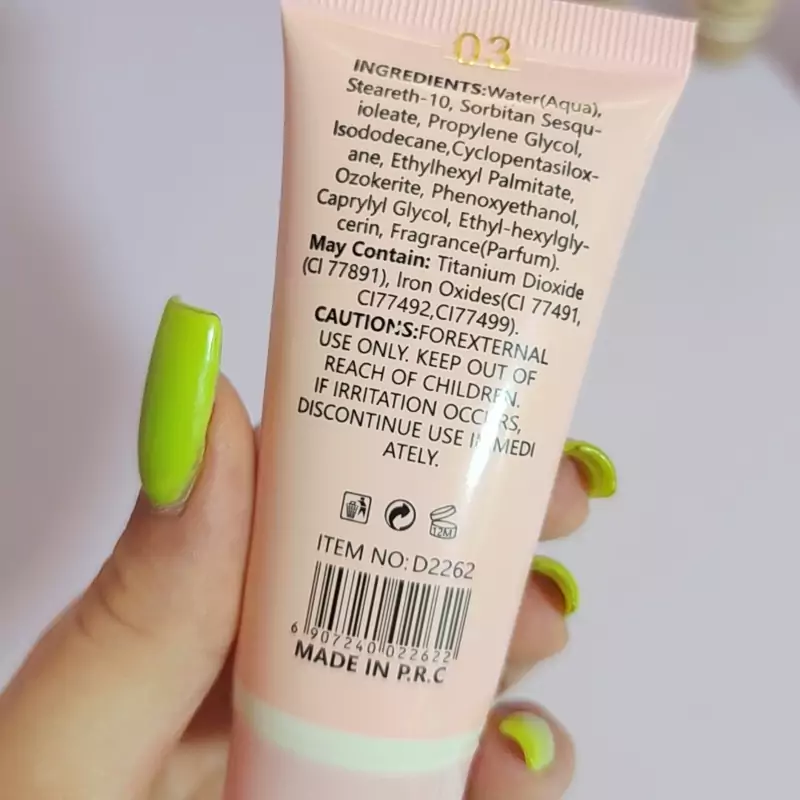 03
INGREDIENTS:Water(Aqua),
Steareth-10, Sorbitan Sesqu-
ioleate, Propylene Glycol,
Isododecane,Cyclopentasilox-
ane, Ethylhexyl Palmitate,
Ozokerite, Phenoxyethanol,
Caprylyl Glycol, Ethyl-hexylgly-
cerin, Fragrance(Parfum).
May Contain: Titanium Dioxide
(CI 77891), Iron Oxides(CI 77491,
CI77492,CI77499).
CAUTIONS:FOREXTERNAL
USE ONLY. KEEP OUT OF
REACH OF CHILDREN.
IF IRRITATION OCCURS,
DISCONTINUE USE IMMEDI
ATELY.
12M
ITEM NO: D2262
6 907240 022622
MADE IN P.R.C